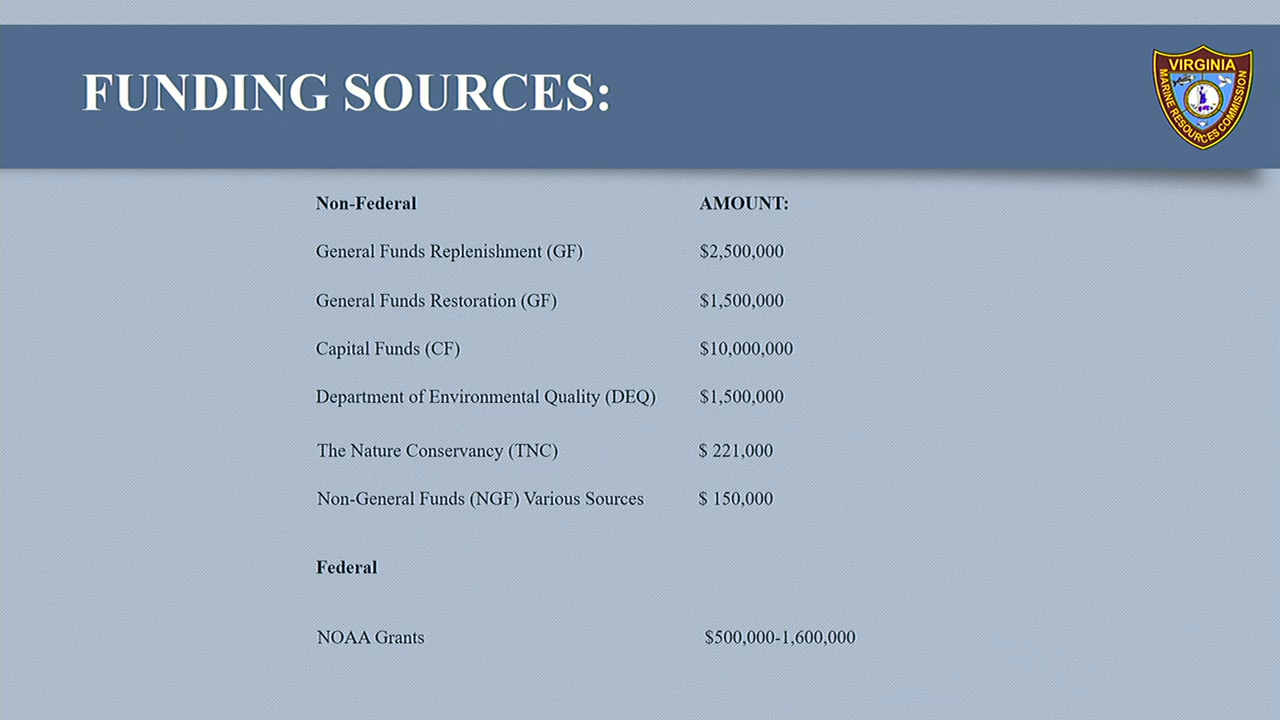 FUNDING SOURCES:
VIRGINIA
MARINE RESOURCES COMMISSION
Non-Federal AMOUNT:
General Funds Replenishment (GF) $2,500,000
General Funds Restoration (GF) $1,500,000
Capital Funds (CF) $10,000,000
Department of Environmental Quality (DEQ) $1,500,000
The Nature Conservancy (TNC) $ 221,000
Non-General Funds (NGF) Various Sources $ 150,000
Federal
NOAA Grants $500,000-1,600,000